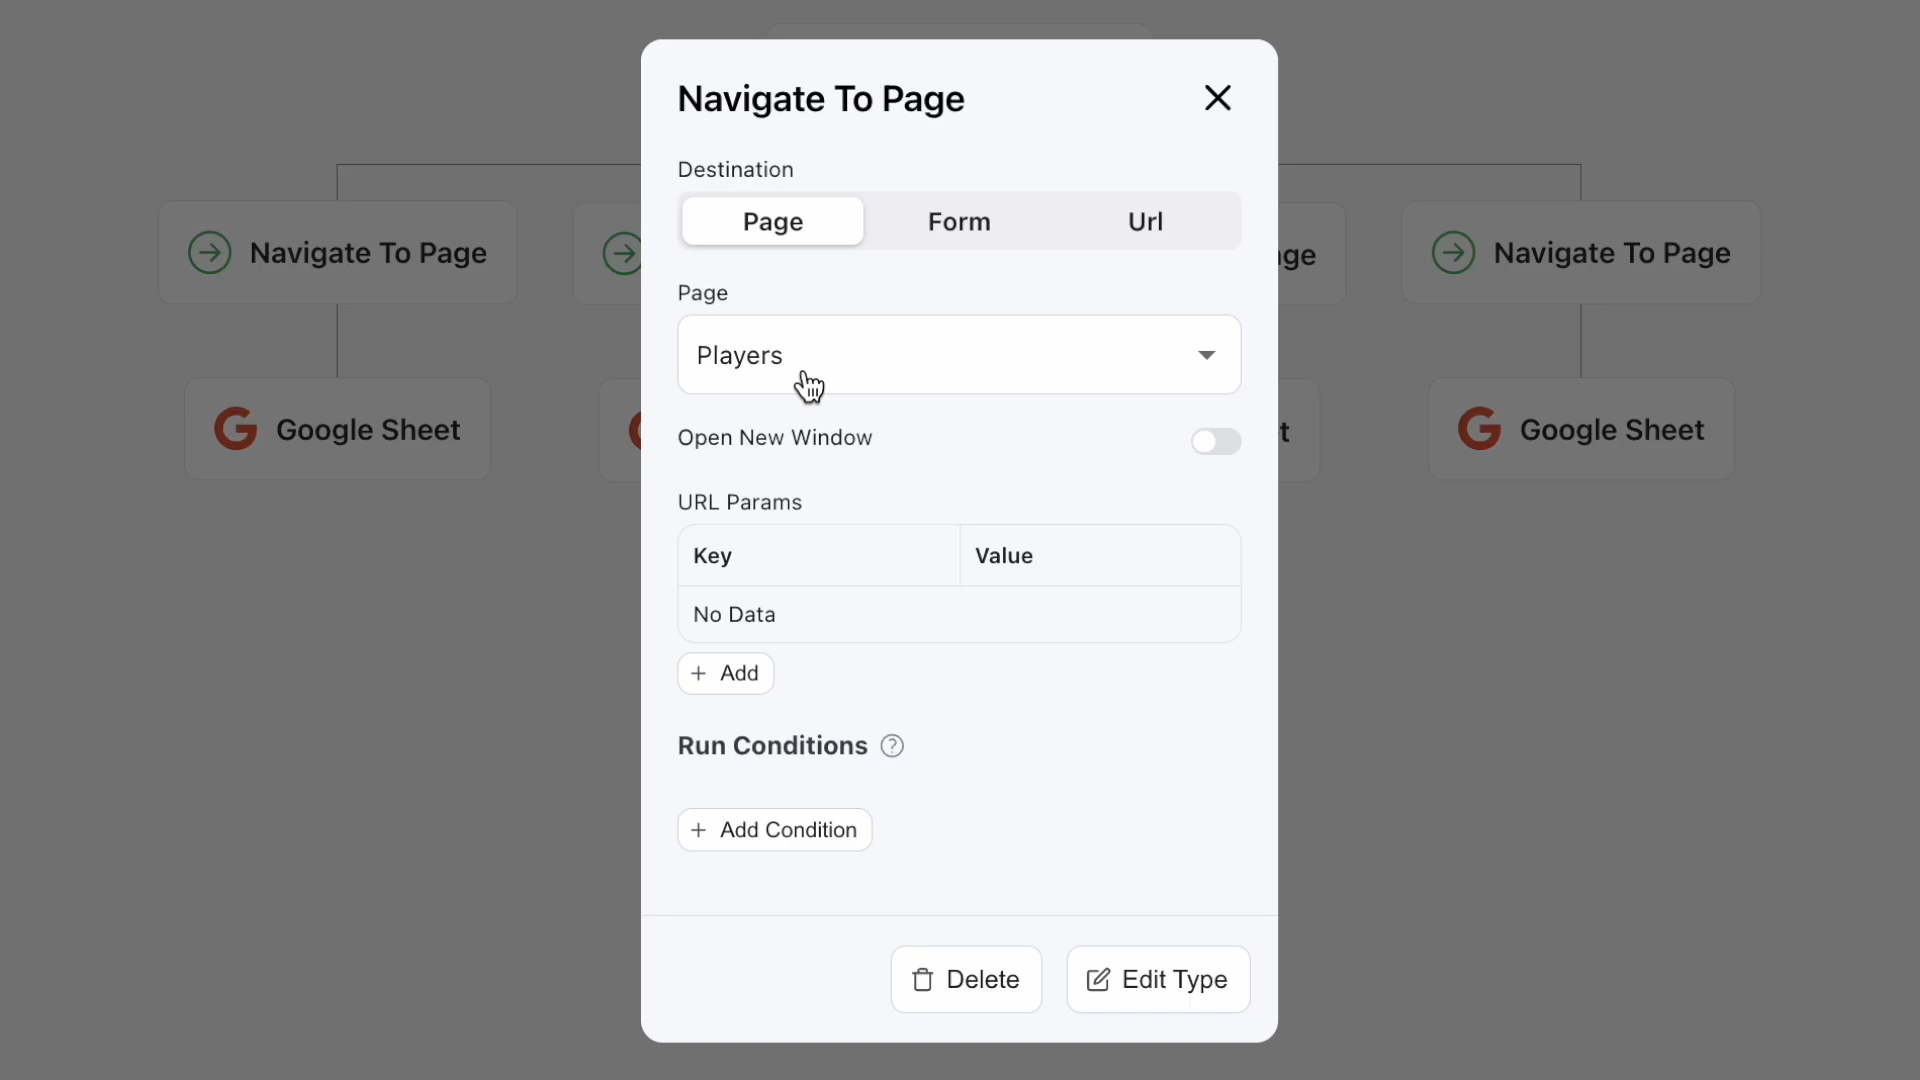 Navigate To Page
Destination
Page Form Url
Page
Players
Open New Window
URL Params
Key Value
No Data
+ Add
Run Conditions ?
+ Add Condition
Delete Edit Type
Navigate To Page
Google Sheet
ge
t
Navigate To Page
Google Sheet